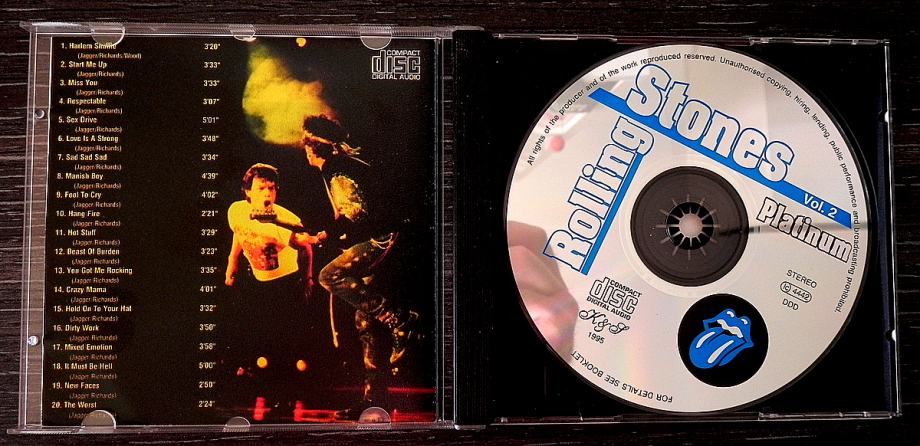 1. Harlem Shuffle 3'20"
(Jagger/Richards/Wood)
2. Start Me Up 3'33"
(Jagger/Richards)
3. Miss You 3'33"
(Jagger/Richards)
4. Respectable 3'07"
(Jagger/Richards)
5. Sex Drive 5'01"
(Jagger/Richards)
6. Love Is A Strong 3'48"
(Jagger/Richards)
7. Sad Sad Sad 3'34"
(Jagger/Richards)
8. Manish Boy 4'39"
(Jagger/Richards)
9. Fool To Cry 4'02"
(Jagger/Richards)
10. Hang Fire 2'21"
(Jagger/Richards)
11. Hot Stuff 3'29"
(Jagger/Richards)
12. Beast Of Burden 3'23"
(Jagger/Richards)
13. You Got Me Rocking 3'35"
(Jagger/Richards)
14. Crazy Mama 4'01"
(Jagger/Richards)
15. Hold On To Your Hat 3'32"
(Jagger/Richards)
16. Dirty Work 3'50"
(Jagger/Richards)
17. Mixed Emotion 3'58"
(Jagger/Richards)
18. It Must Be Hell 5'00"
(Jagger/Richards)
19. New Faces 2'50"
(Jagger/Richards)
20. The Worst 2'24"
(Jagger/Richards)
COMPACT
disc
DIGITAL AUDIO
All rights of the producer and of the work reproduced reserved. Unauthorised copying, hiring, lending, public performance and broadcasting prohibited.
Rolling
Stones
Vol. 2
Platinum
STEREO
4442
DDD
COMPACT
disc
DIGITAL AUDIO
K&S
1995
FOR DETAILS SEE BOOKLET